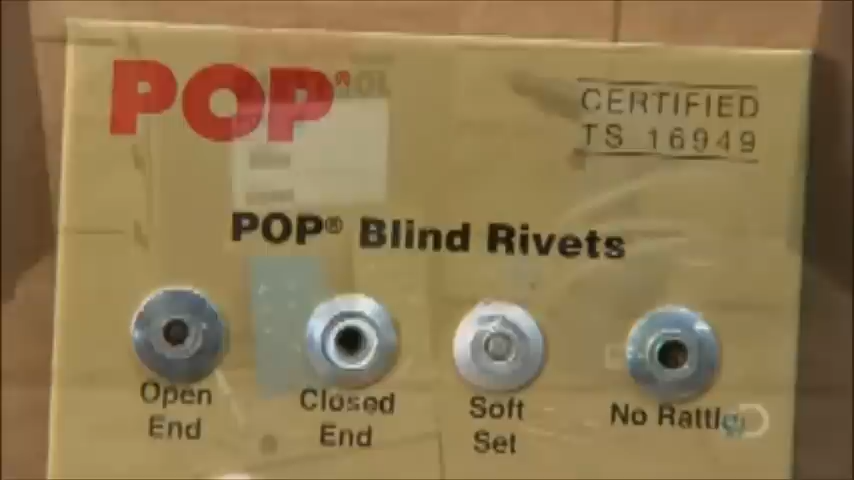 POP®
CERTIFIED
TS 16949
POP® Blind Rivets
Open
End
Closed
End
Soft
Set
No Rattle